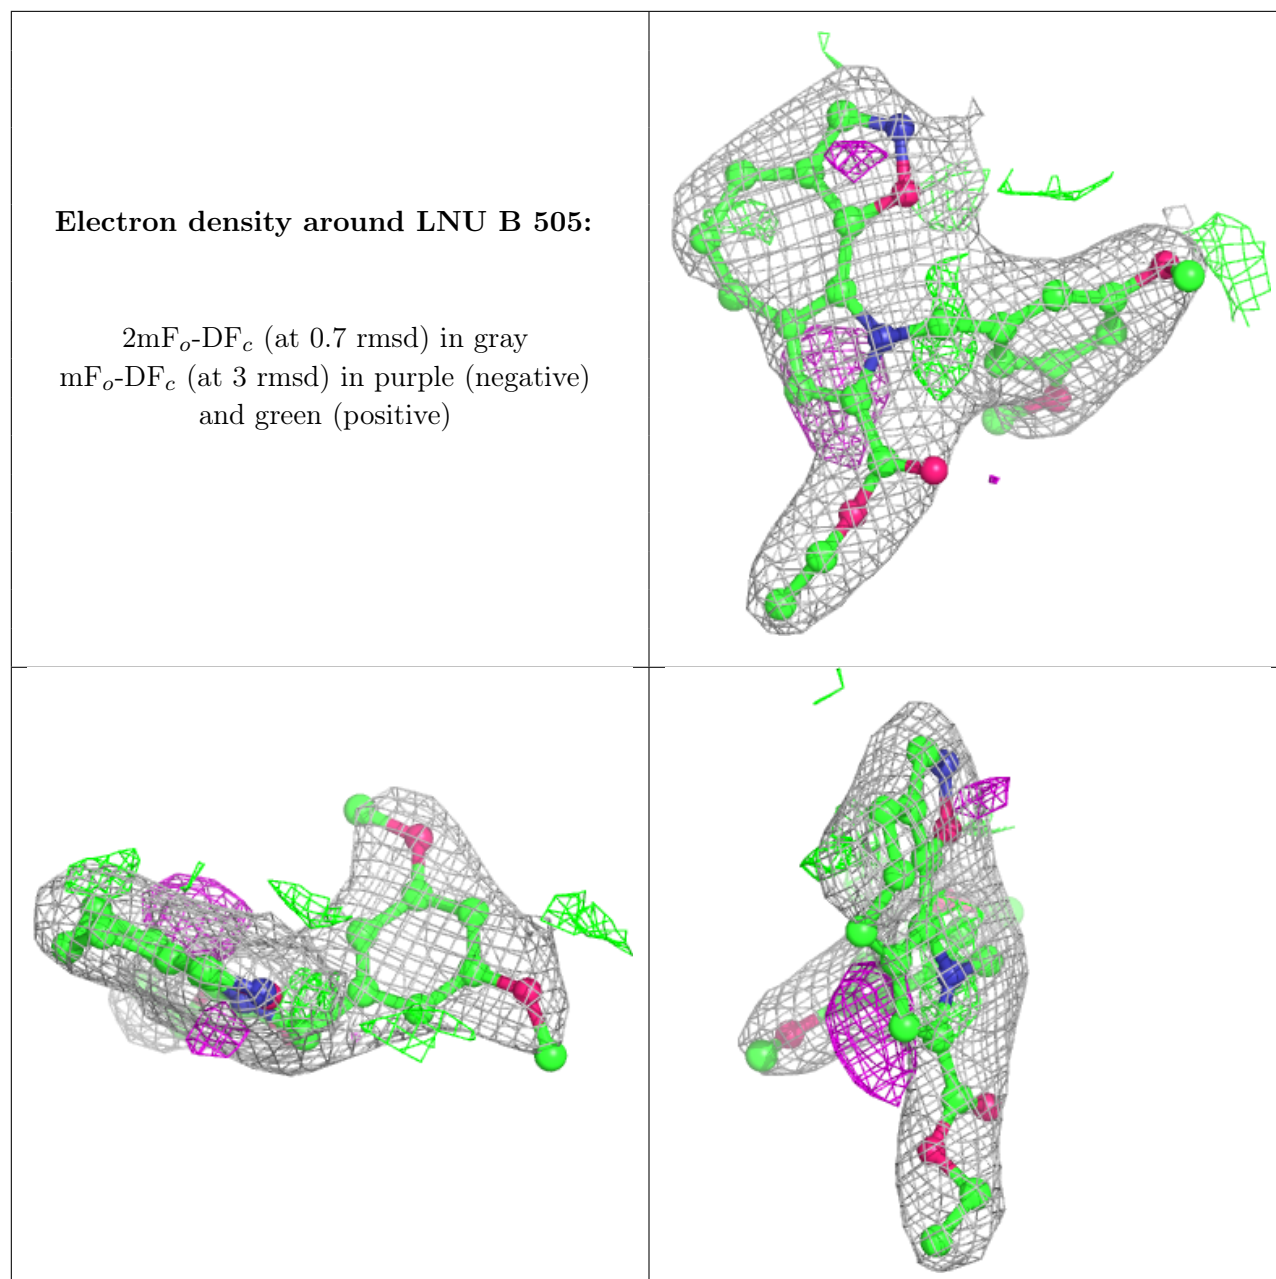 Electron density around LNU B 505:
2mFo-DFc (at 0.7 rmsd) in gray
mFo-DFc (at 3 rmsd) in purple (negative)
and green (positive)